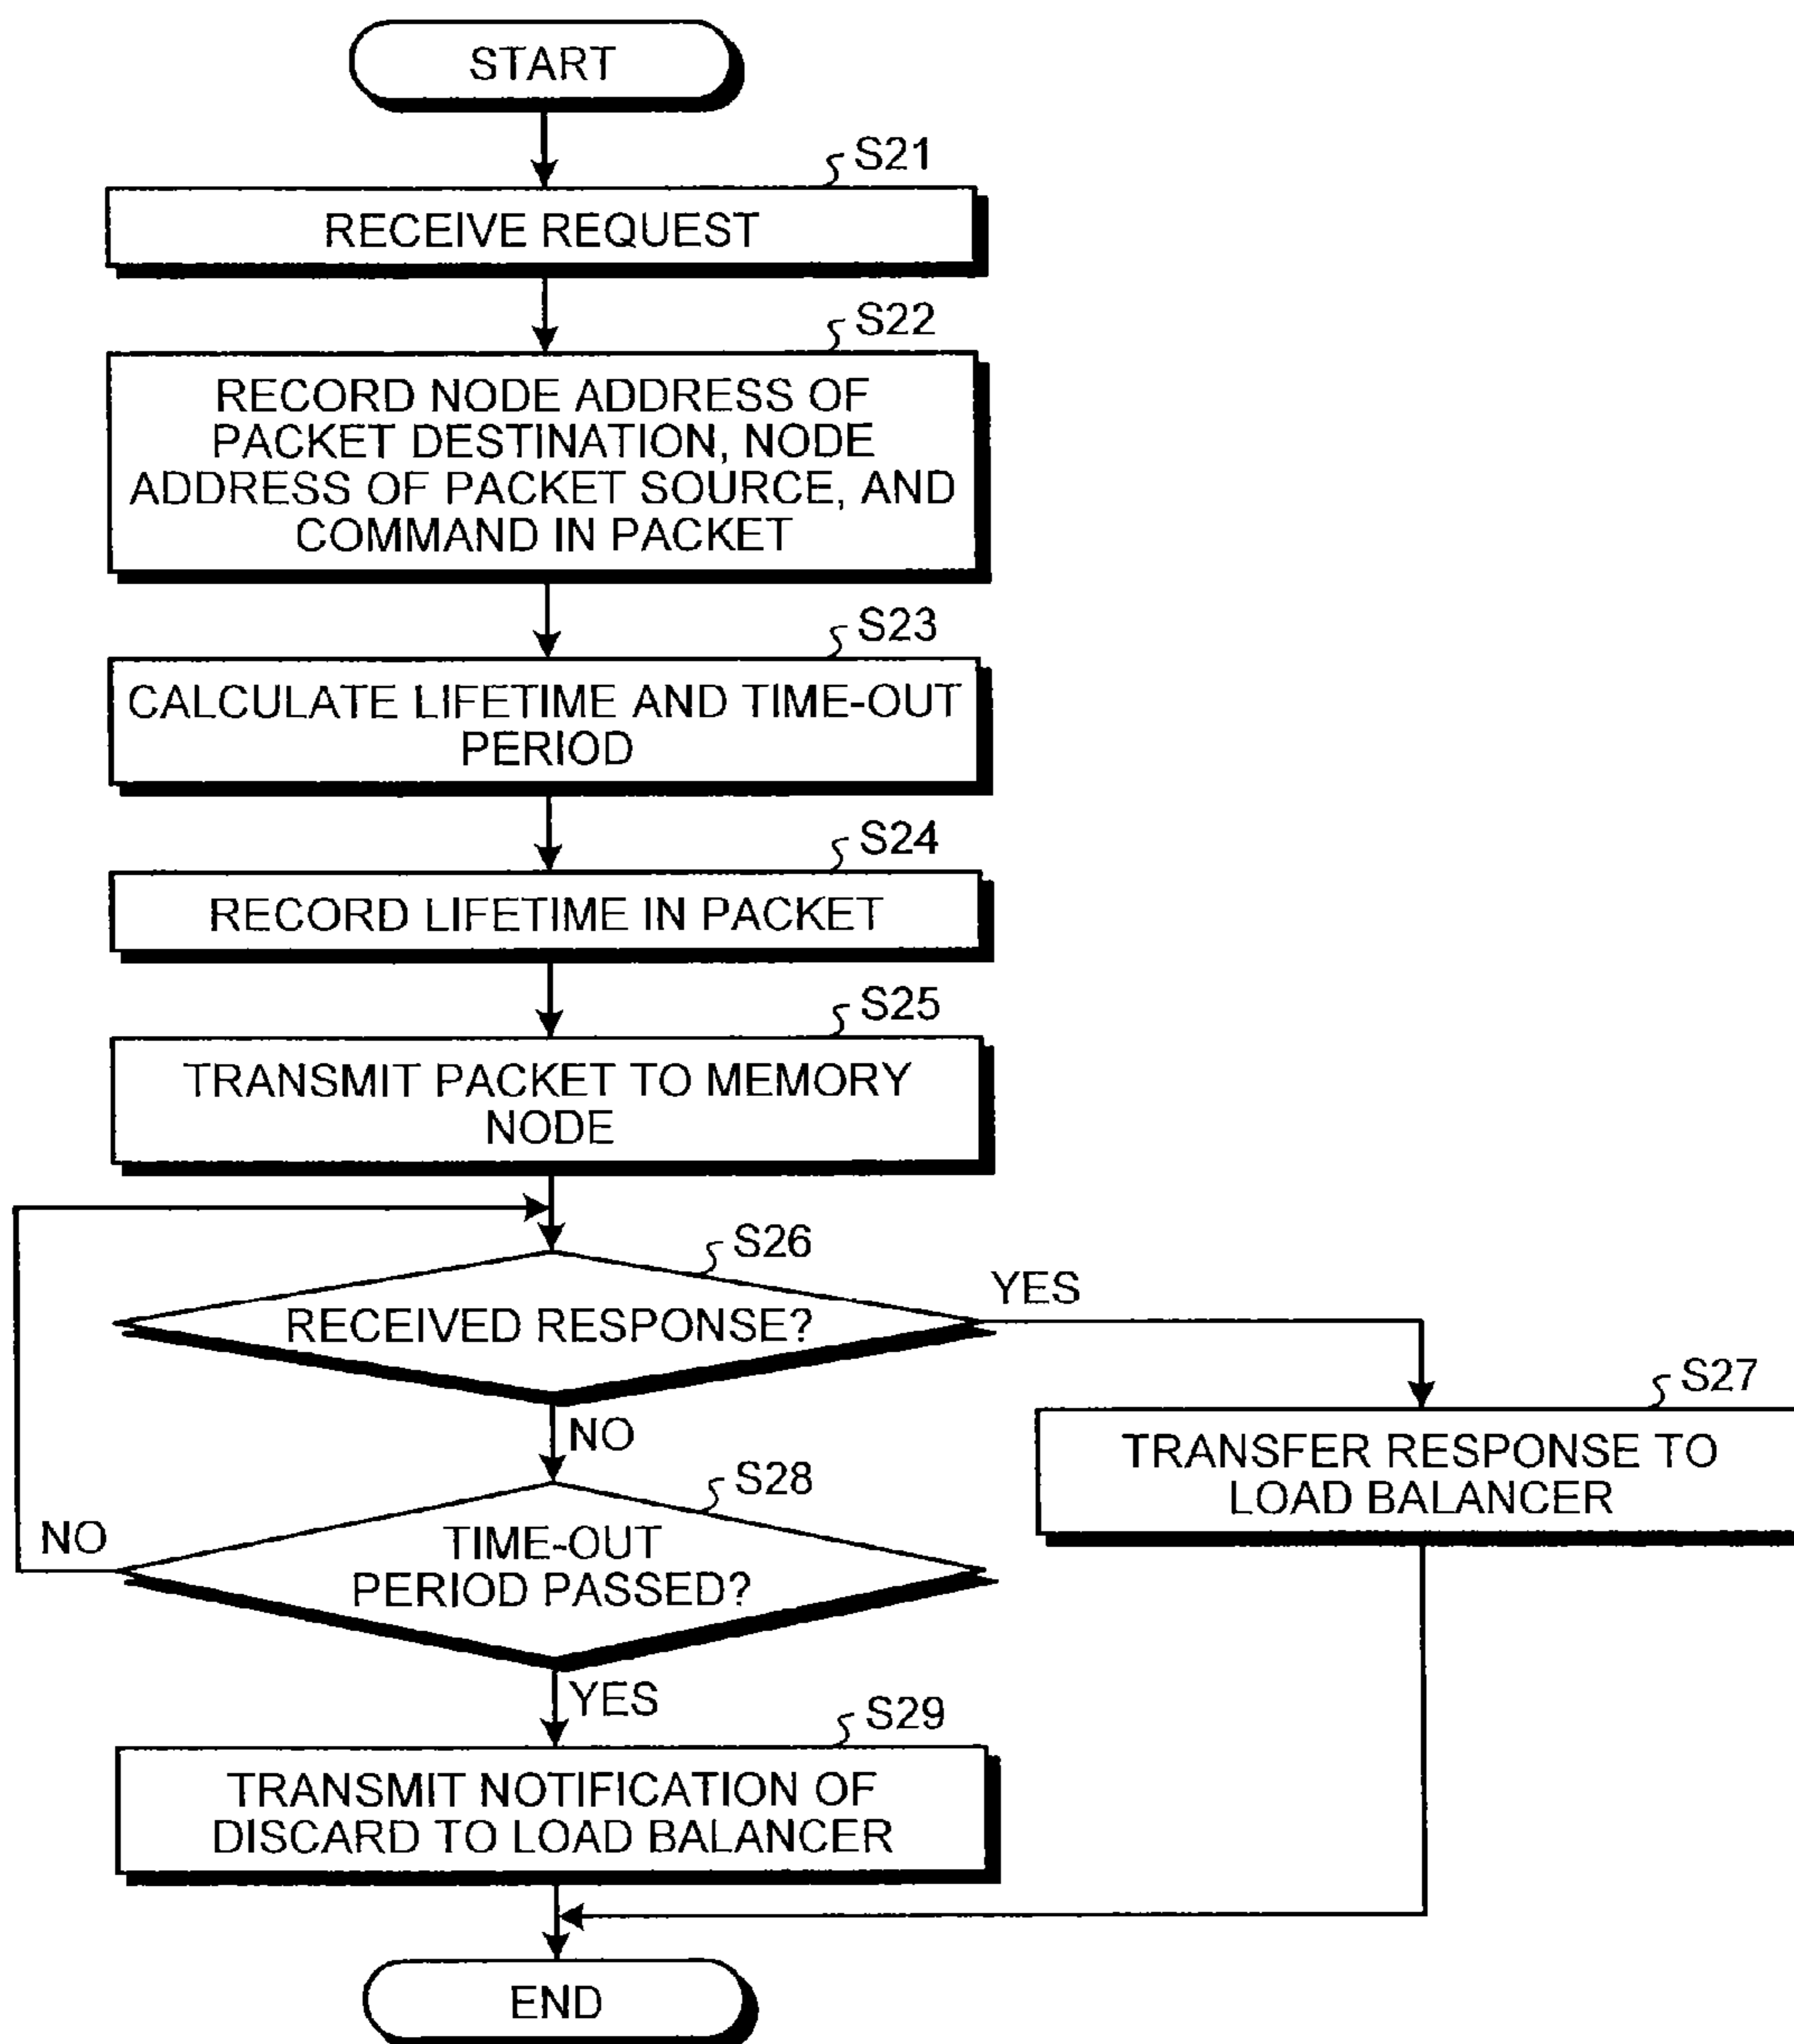 START
S21
RECEIVE REQUEST
S22
RECORD NODE ADDRESS OF
PACKET DESTINATION, NODE
ADDRESS OF PACKET SOURCE, AND
COMMAND IN PACKET
S23
CALCULATE LIFETIME AND TIME-OUT
PERIOD
S24
RECORD LIFETIME IN PACKET
S25
TRANSMIT PACKET TO MEMORY
NODE
S26
RECEIVED RESPONSE?
YES
S27
TRANSFER RESPONSE TO
LOAD BALANCER
NO
S28
TIME-OUT
PERIOD PASSED?
NO
YES
S29
TRANSMIT NOTIFICATION OF
DISCARD TO LOAD BALANCER
END